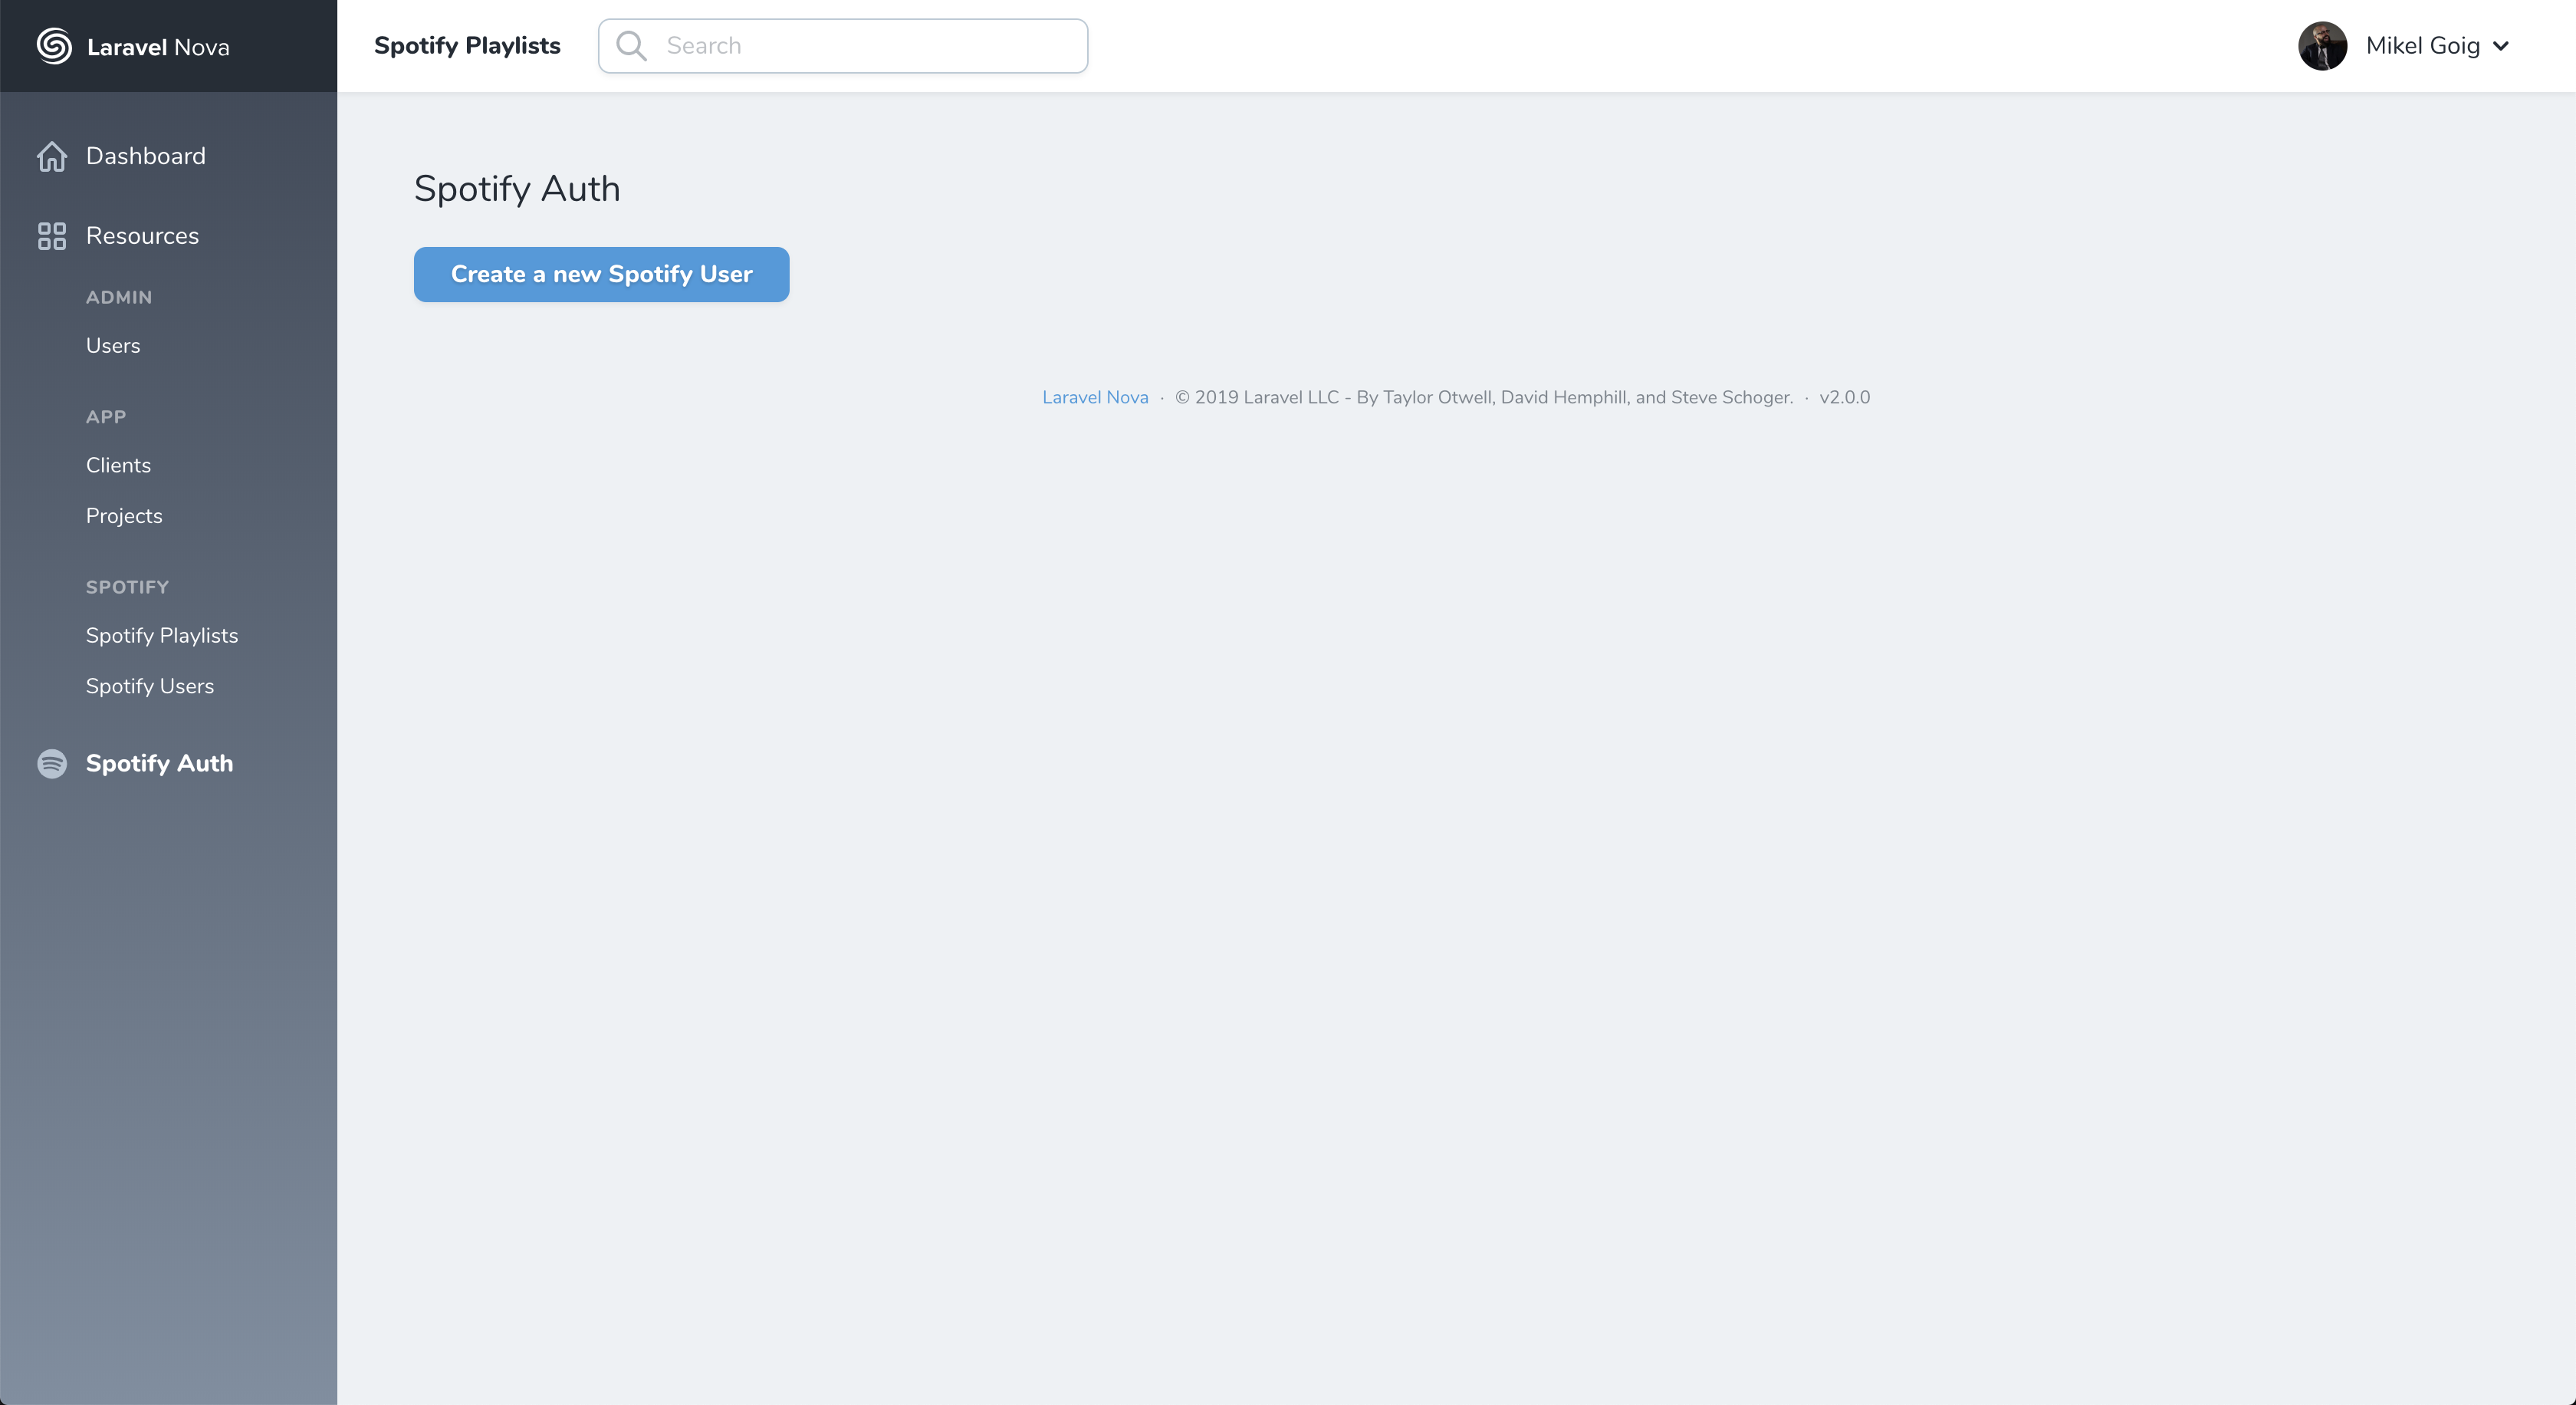 Laravel Nova
Spotify Playlists
Search
Mikel Goig
Dashboard
Resources
ADMIN
Users
APP
Clients
Projects
SPOTIFY
Spotify Playlists
Spotify Users
Spotify Auth
Spotify Auth
Create a new Spotify User
Laravel Nova · © 2019 Laravel LLC - By Taylor Otwell, David Hemphill, and Steve Schoger. · v2.0.0